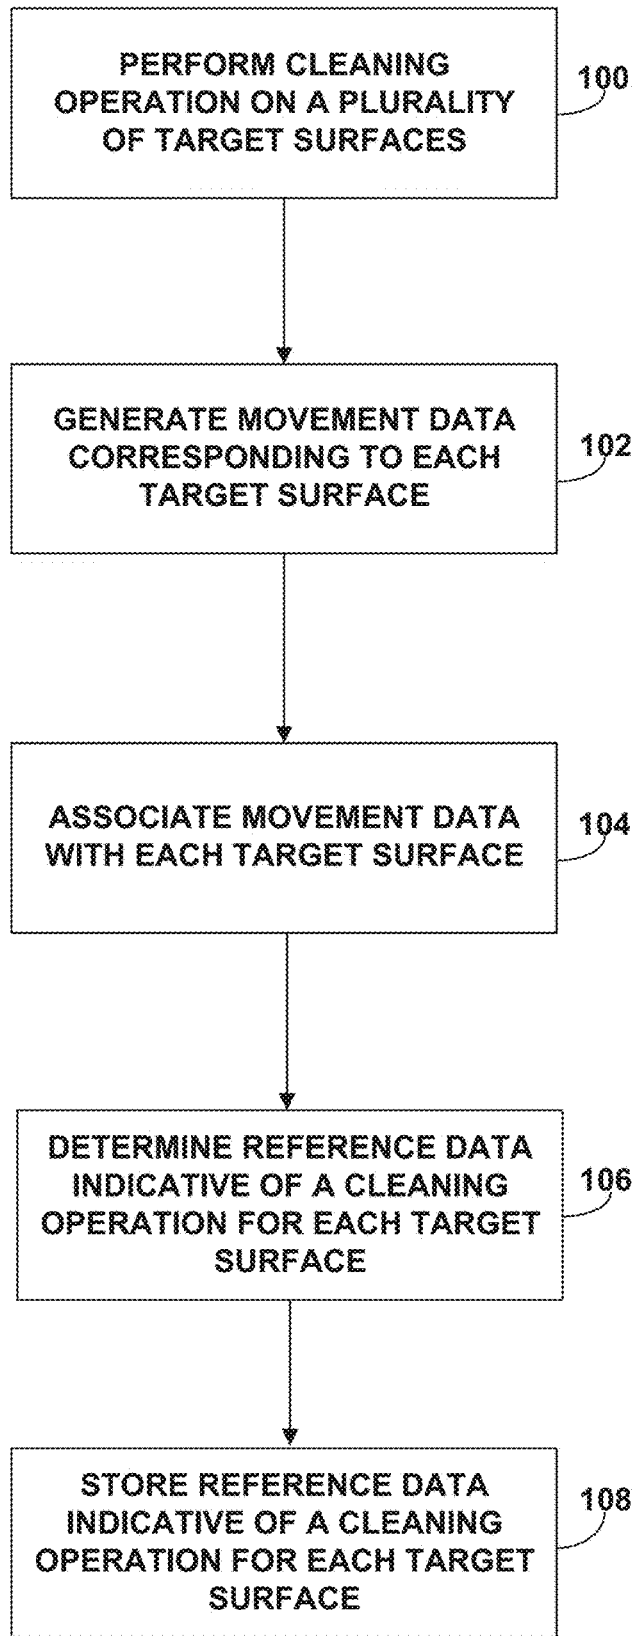 PERFORM CLEANING
OPERATION ON A PLURALITY
OF TARGET SURFACES
100
GENERATE MOVEMENT DATA
CORRESPONDING TO EACH
TARGET SURFACE
102
ASSOCIATE MOVEMENT DATA
WITH EACH TARGET SURFACE
104
DETERMINE REFERENCE DATA
INDICATIVE OF A CLEANING
OPERATION FOR EACH TARGET
SURFACE
106
STORE REFERENCE DATA
INDICATIVE OF A CLEANING
OPERATION FOR EACH TARGET
SURFACE
108